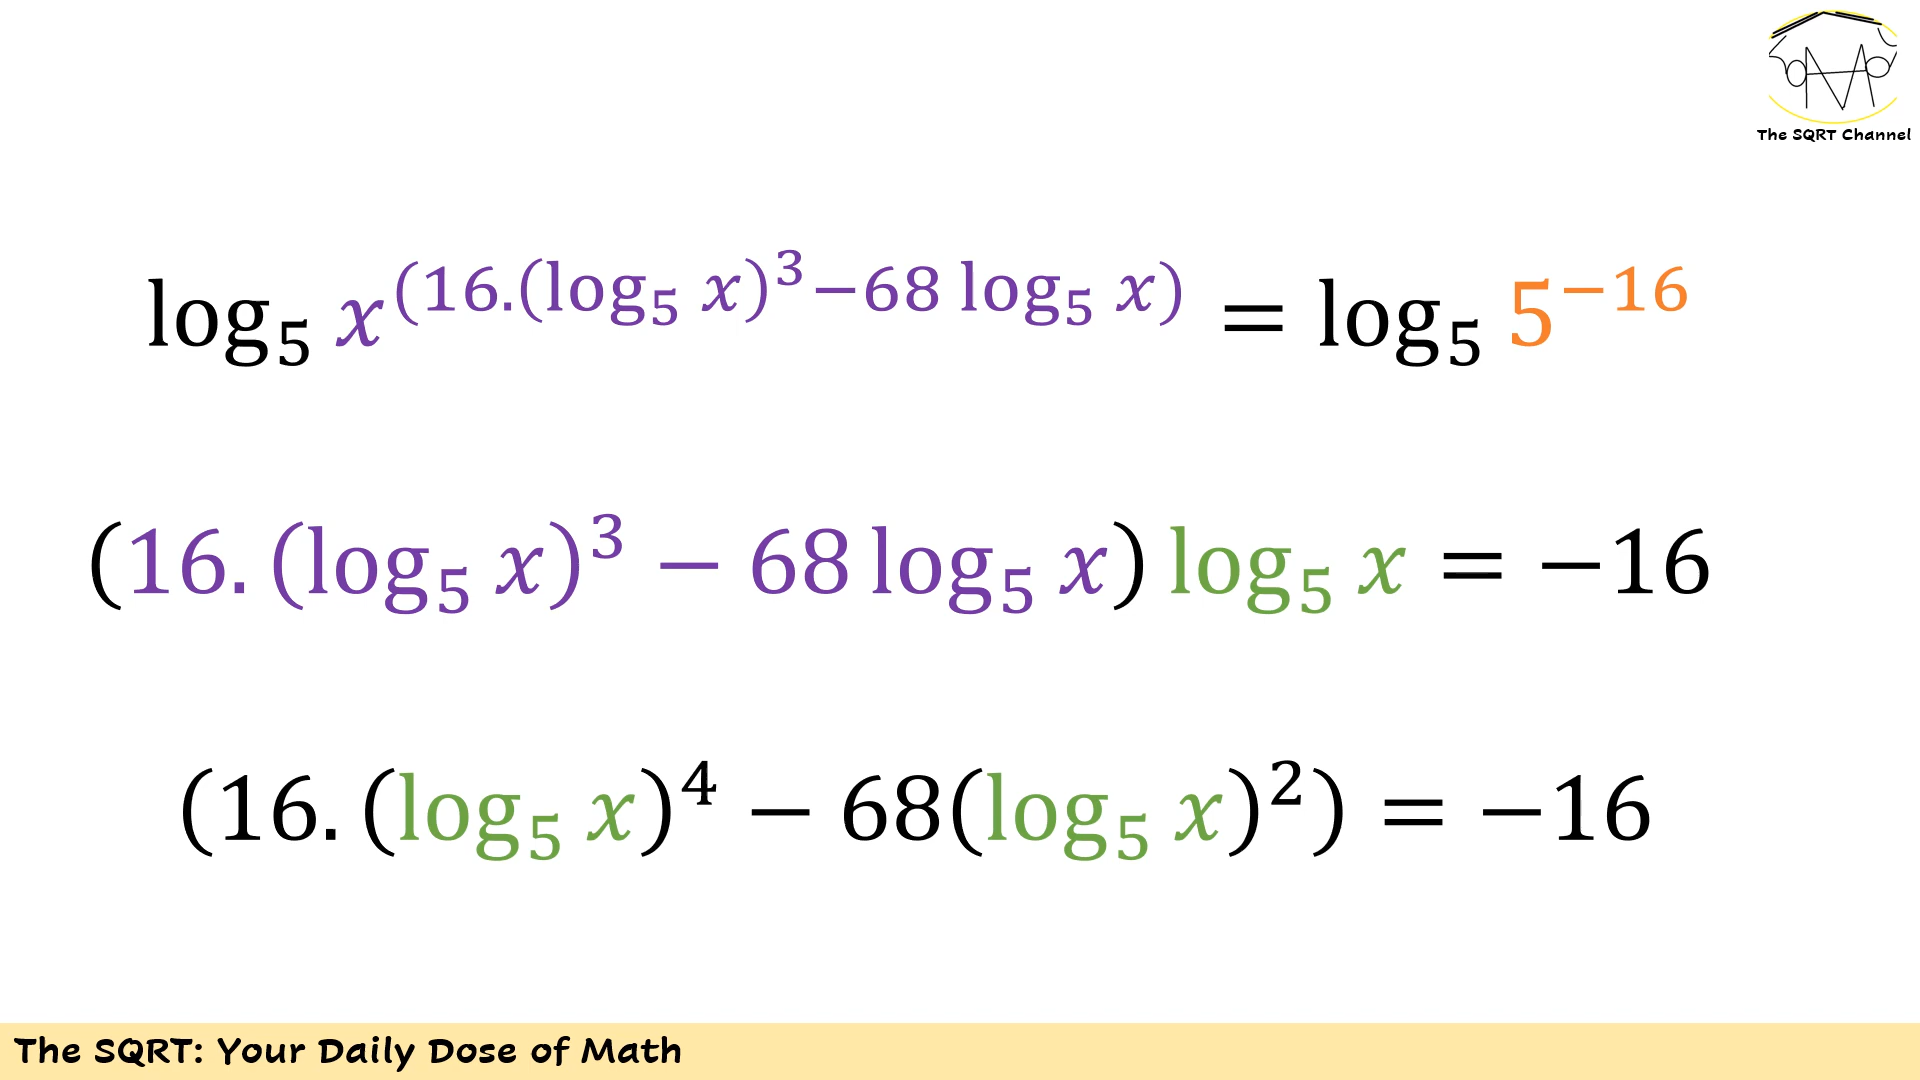 The SQRT Channel
log₅ x^(16.(log₅ x)³−68 log₅ x) = log₅ 5⁻¹⁶
(16. (log₅ x)³ − 68 log₅ x) log₅ x = −16
(16. (log₅ x)⁴ − 68(log₅ x)²) = −16
The SQRT: Your Daily Dose of Math